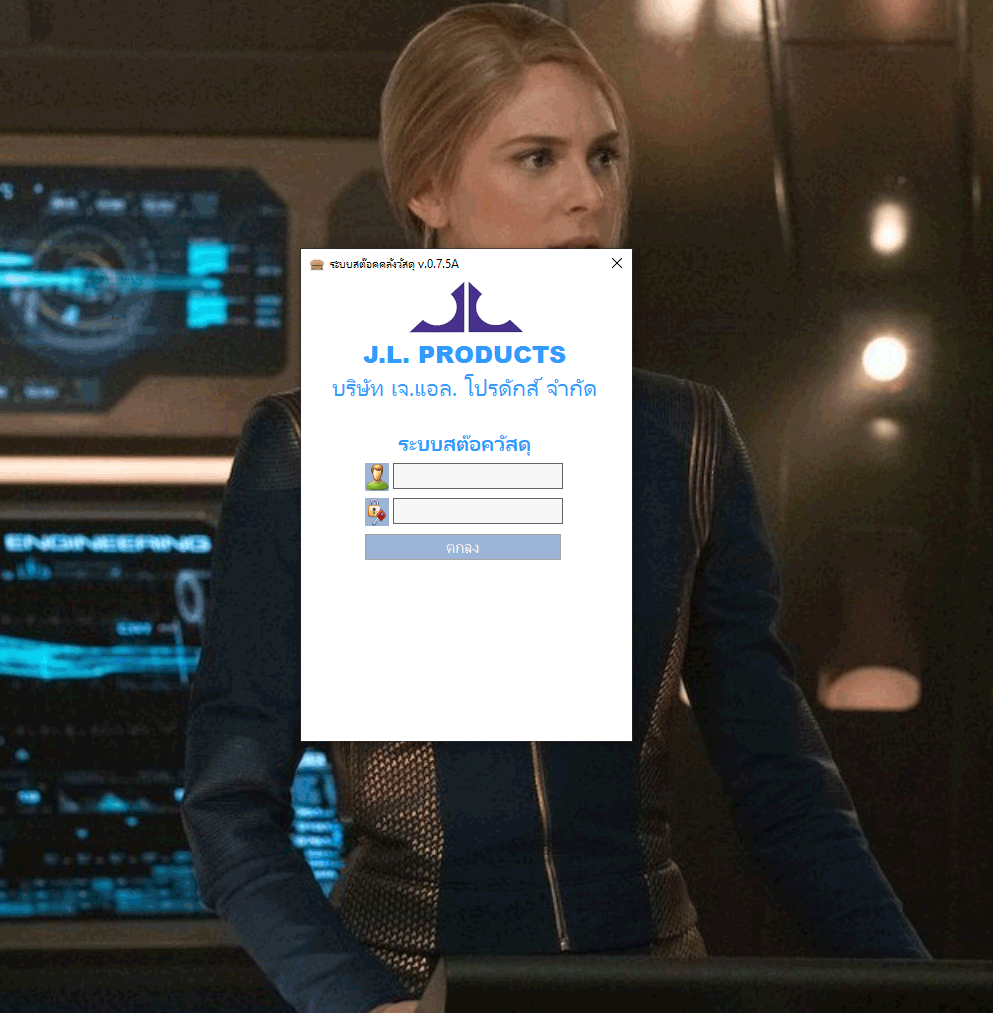 ระบบสต๊อคคลังวัสดุ v.0.7.5A
J.L. PRODUCTS
บริษัท เจ.แอล. โปรดักส์ จำกัด
ระบบสต๊อควัสดุ
ตกลง
ENGINEERING